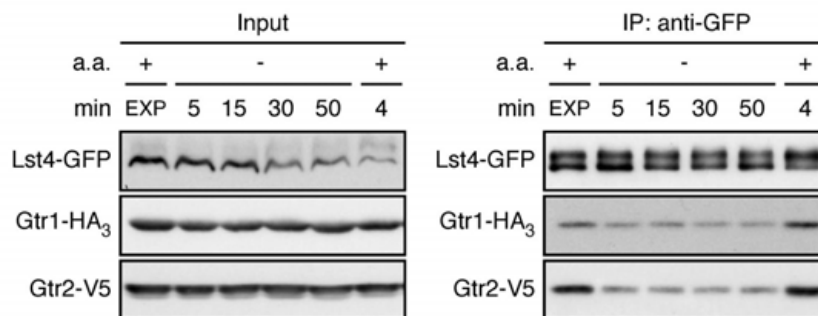 Input
a.a. + - +
min EXP 5 15 30 50 4
Lst4-GFP
Gtr1-HA3
Gtr2-V5
IP: anti-GFP
a.a. + - +
min EXP 5 15 30 50 4
Lst4-GFP
Gtr1-HA3
Gtr2-V5